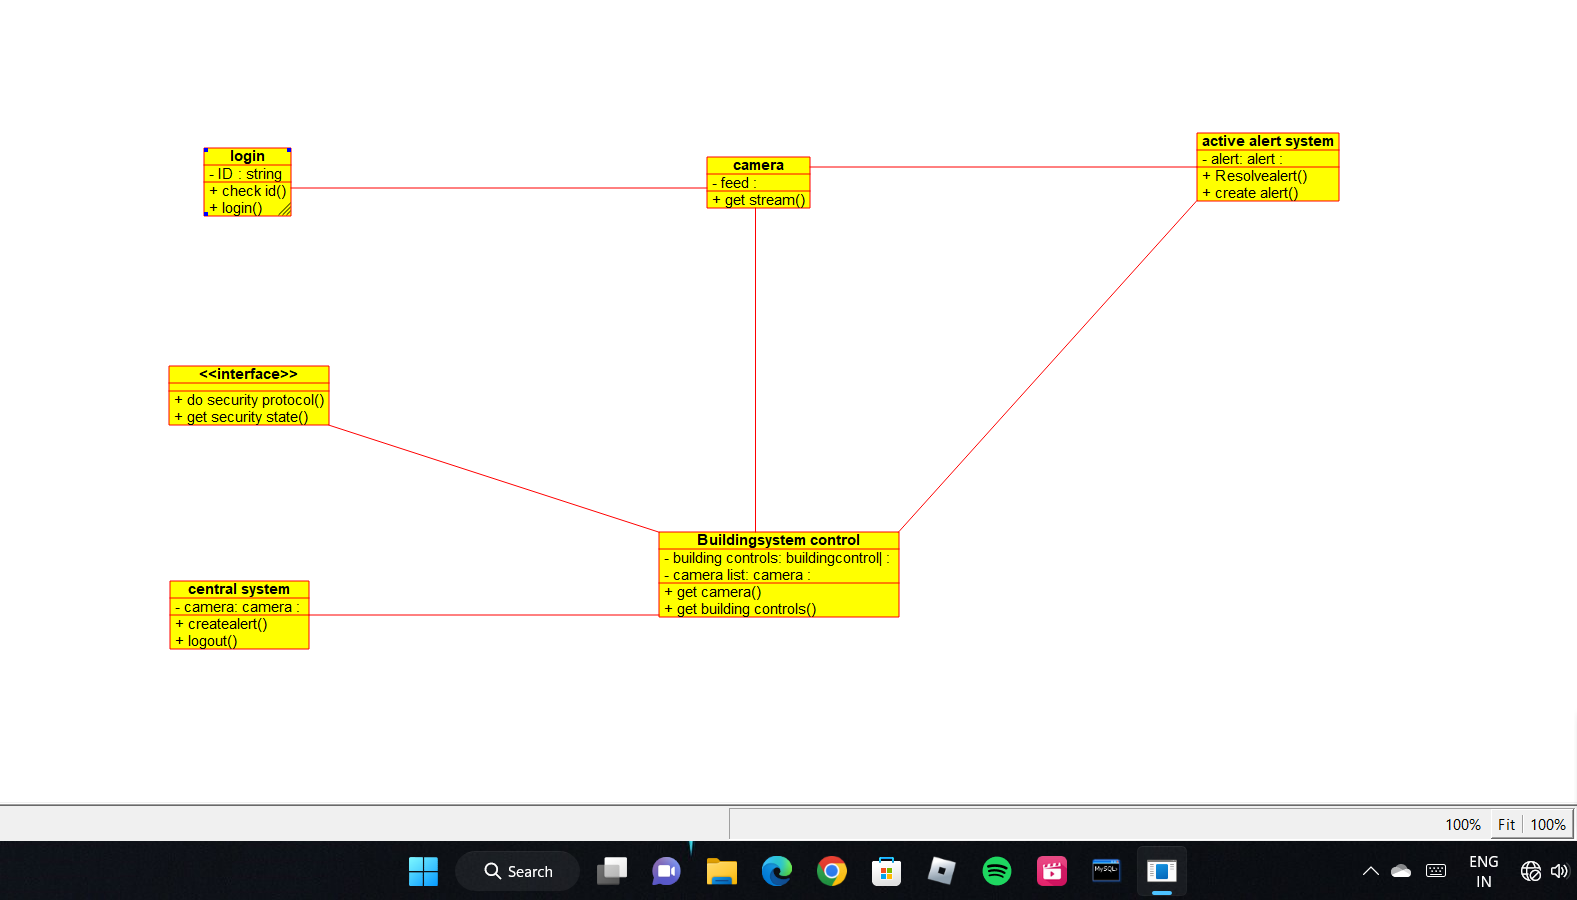 login
- ID : string
+ check id()
+ login()
camera
- feed :
+ get stream()
active alert system
- alert: alert :
+ Resolvealert()
+ create alert()
<<interface>>
+ do security protocol()
+ get security state()
Buildingsystem control
- building controls: buildingcontrol| :
- camera list: camera :
+ get camera()
+ get building controls()
central system
- camera: camera :
+ createalert()
+ logout()
100% Fit 100%
Search
MySQL
ENG
IN